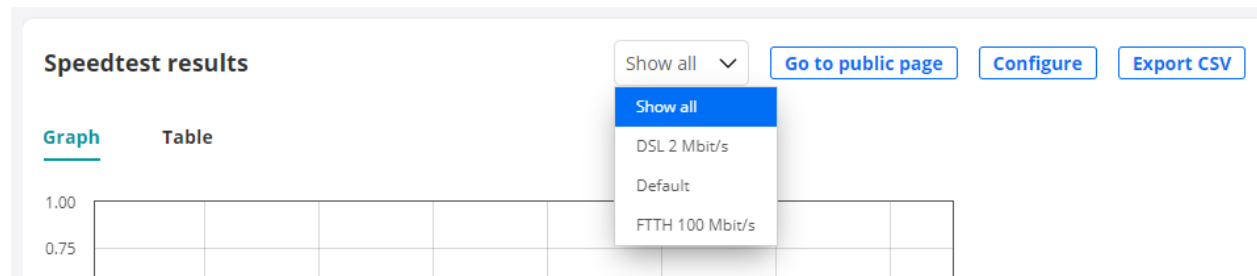 Speedtest results
Show all
Go to public page
Configure
Export CSV
Show all
DSL 2 Mbit/s
Default
FTTH 100 Mbit/s
Graph
Table
1.00
0.75